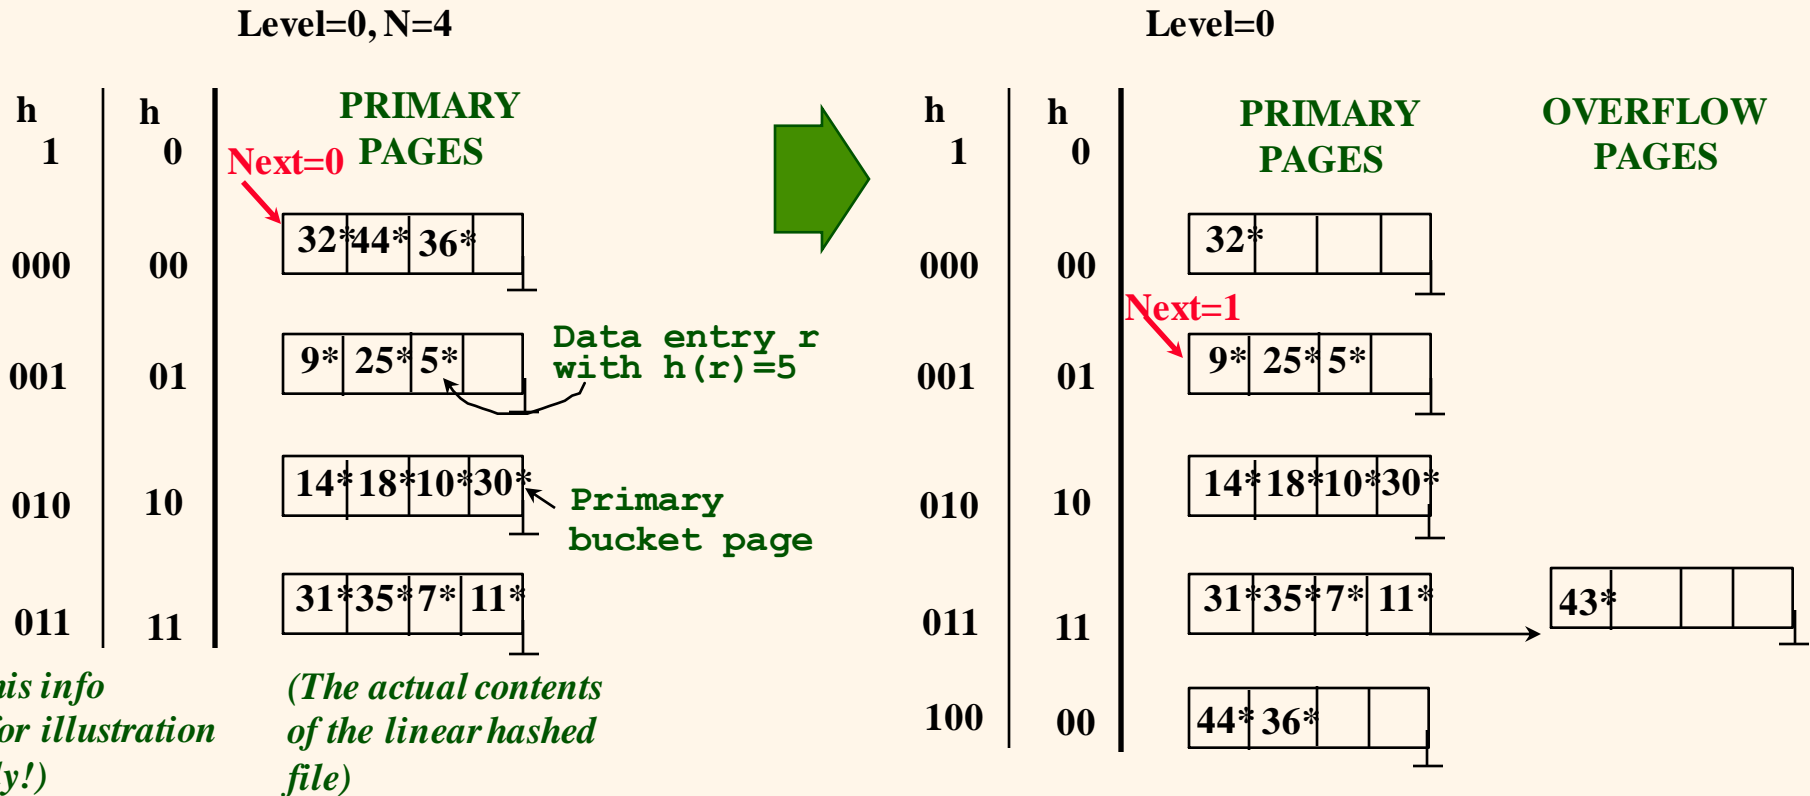 Level=0, N=4
h
1
h
0
PRIMARY
PAGES
Next=0
000
00
32* 44* 36*
001
01
9* 25* 5*
Data entry r
with h(r)=5
010
10
14* 18* 10* 30*
Primary
bucket page
011
11
31* 35* 7* 11*
info
illustration
(The actual contents
of the linear hashed
file)
Level=0
h
1
h
0
PRIMARY
PAGES
OVERFLOW
PAGES
000
00
32*
Next=1
001
01
9* 25* 5*
010
10
14* 18* 10* 30*
011
11
31* 35* 7* 11*
43*
100
00
44* 36*